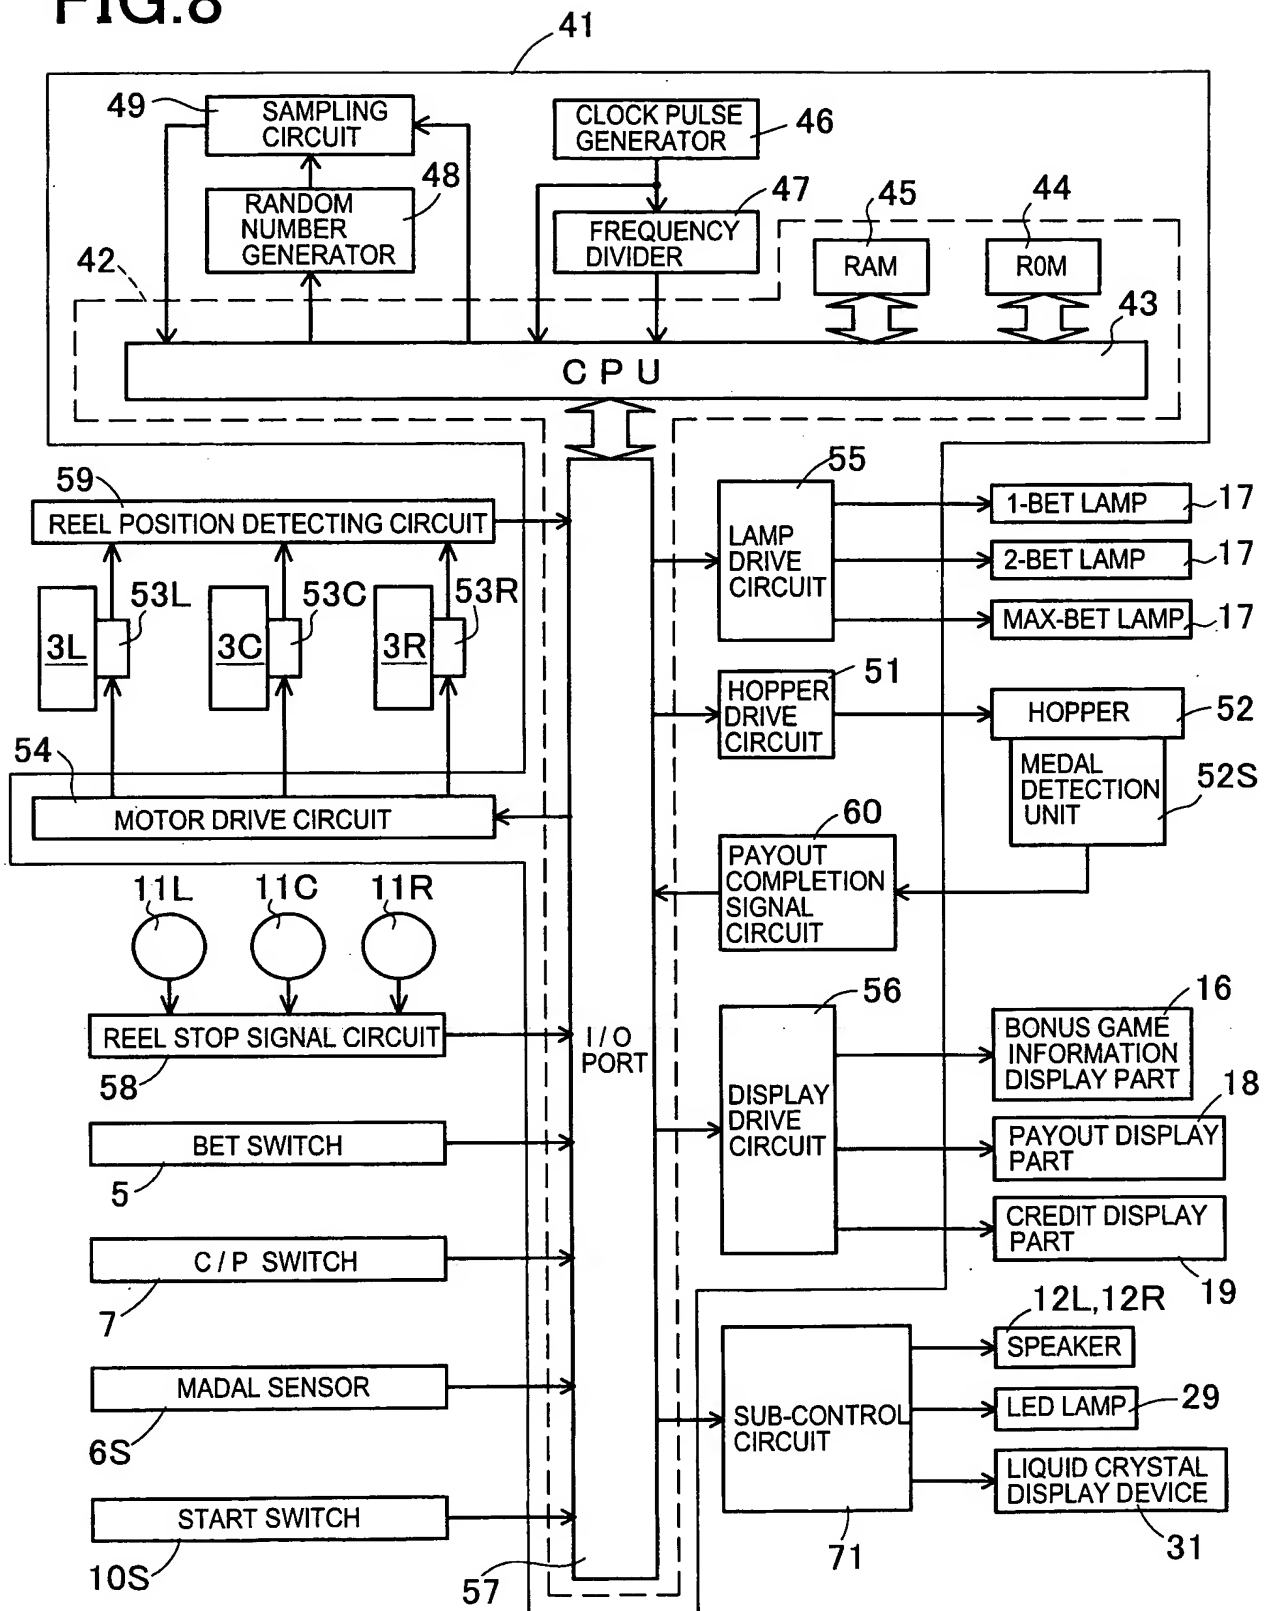 FIG.8
41
49
SAMPLING
CIRCUIT
CLOCK PULSE
GENERATOR
46
48
RANDOM
NUMBER
GENERATOR
47
FREQUENCY
DIVIDER
45
RAM
44
R0M
42
43
CPU
59
REEL POSITION DETECTING CIRCUIT
53L
53C
53R
3L
3C
3R
54
MOTOR DRIVE CIRCUIT
11L
11C
11R
REEL STOP SIGNAL CIRCUIT
58
BET SWITCH
5
C/P SWITCH
7
MADAL SENSOR
6S
START SWITCH
10S
I/O
PORT
57
55
LAMP
DRIVE
CIRCUIT
1-BET LAMP
17
2-BET LAMP
17
MAX-BET LAMP
17
51
HOPPER
DRIVE
CIRCUIT
HOPPER
52
MEDAL
DETECTION
UNIT
52S
60
PAYOUT
COMPLETION
SIGNAL
CIRCUIT
56
DISPLAY
DRIVE
CIRCUIT
16
BONUS GAME
INFORMATION
DISPLAY PART
18
PAYOUT DISPLAY
PART
CREDIT DISPLAY
PART
19
12L,12R
SPEAKER
SUB-CONTROL
CIRCUIT
71
LED LAMP
29
LIQUID CRYSTAL
DISPLAY DEVICE
31